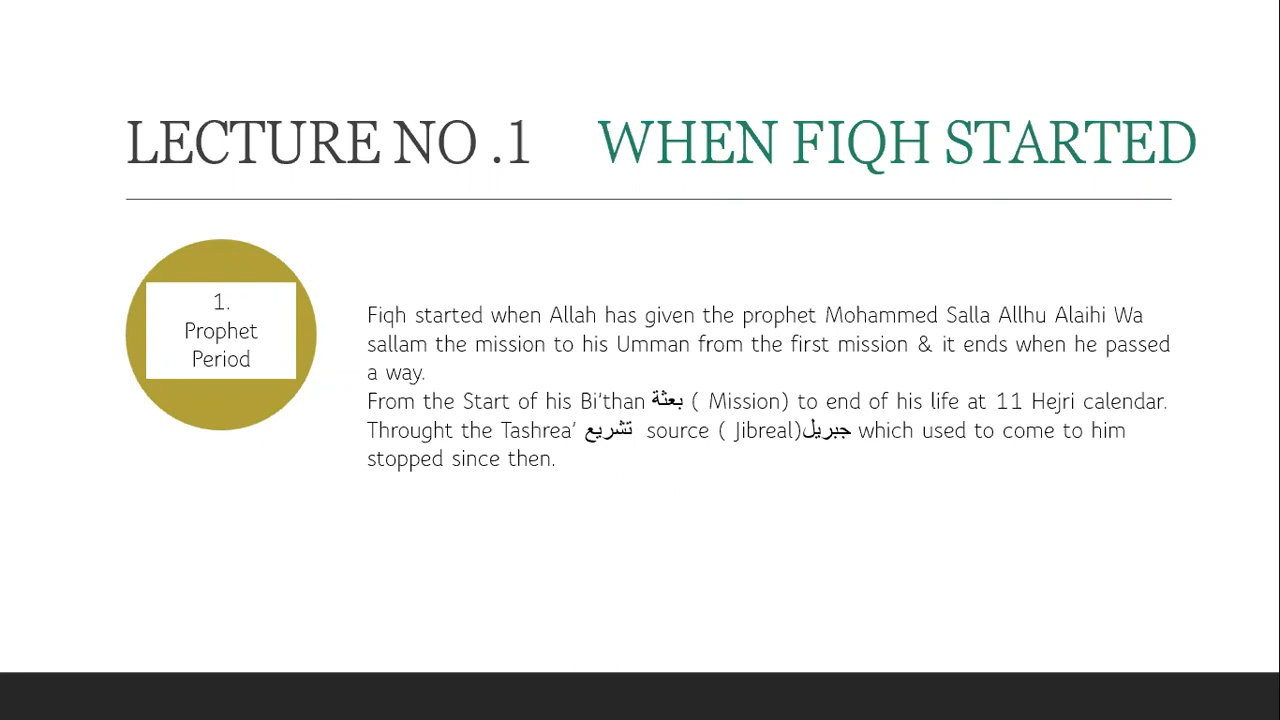 LECTURE NO .1 WHEN FIQH STARTED
1.
Prophet
Period
Fiqh started when Allah has given the prophet Mohammed Salla Allhu Alaihi Wa
sallam the mission to his Umman from the first mission & it ends when he passed
a way.
From the Start of his Bi’than بعثة ( Mission) to end of his life at 11 Hejri calendar.
Throught the Tashrea’ تشريع source ( Jibreal)جبريل which used to come to him
stopped since then.